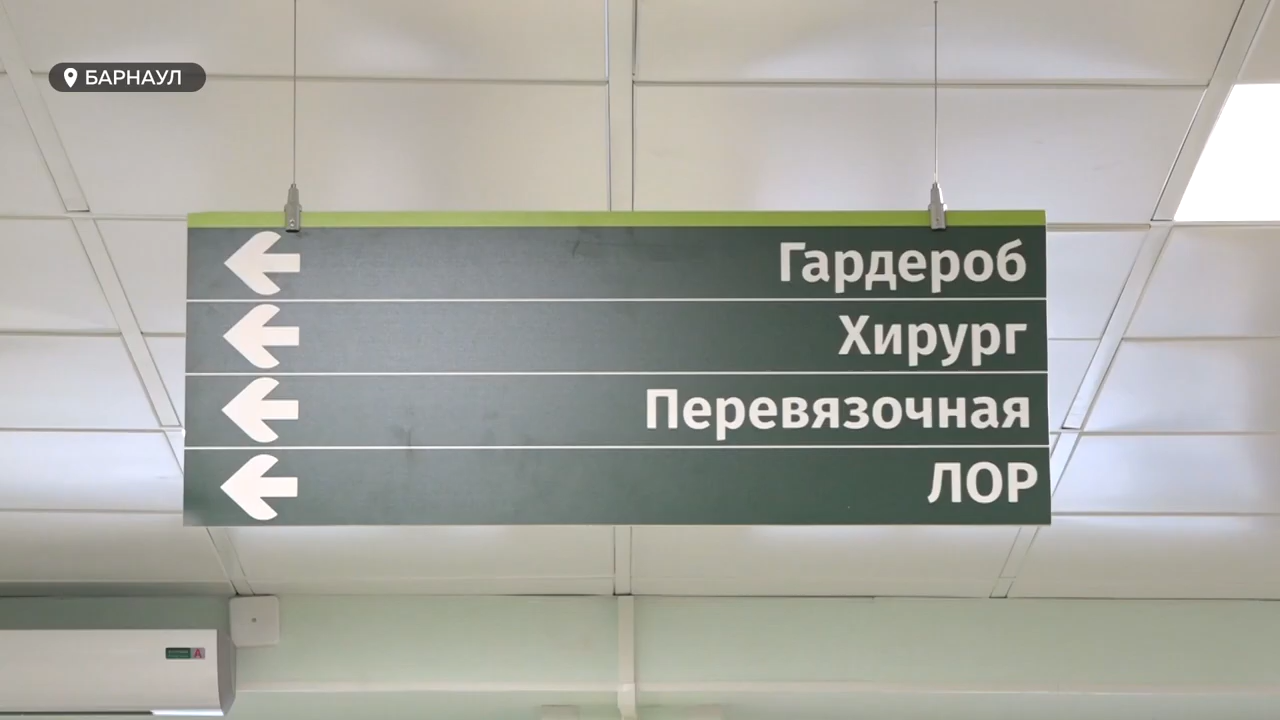 БАРНАУЛ
Гардероб
Хирург
Перевязочная
ЛОР
A